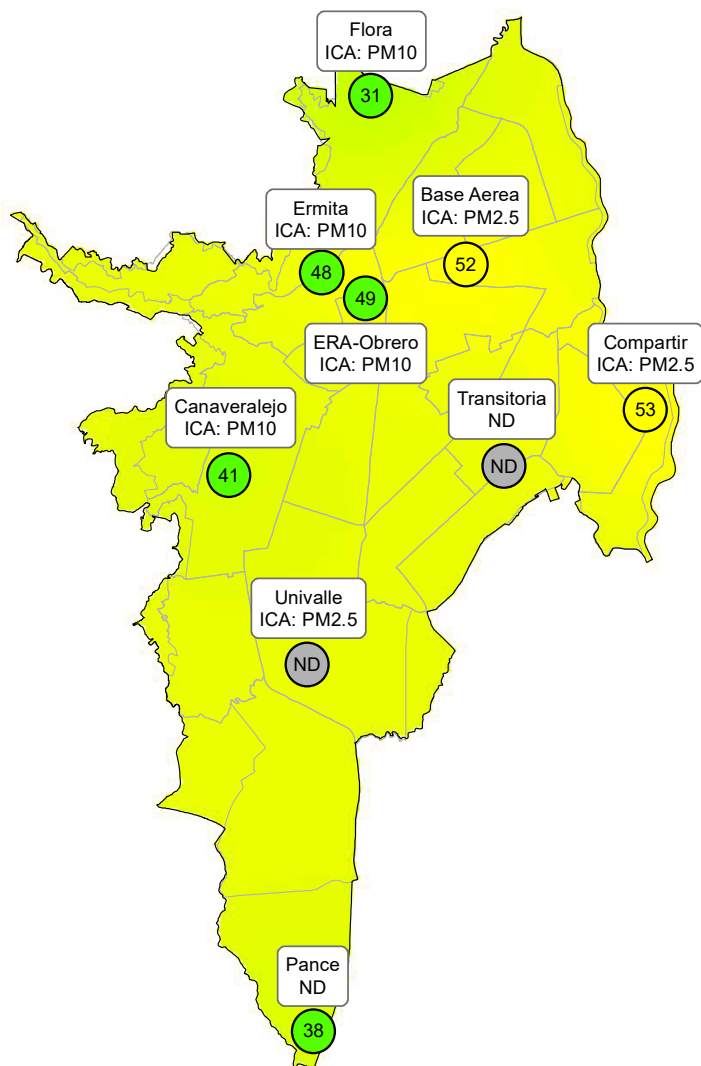 Flora
ICA: PM10
31
Ermita
ICA: PM10
48
Base Aerea
ICA: PM2.5
52
49
ERA-Obrero
ICA: PM10
Compartir
ICA: PM2.5
53
Canaveralejo
ICA: PM10
41
Transitoria
ND
ND
Univalle
ICA: PM2.5
ND
Pance
ND
38